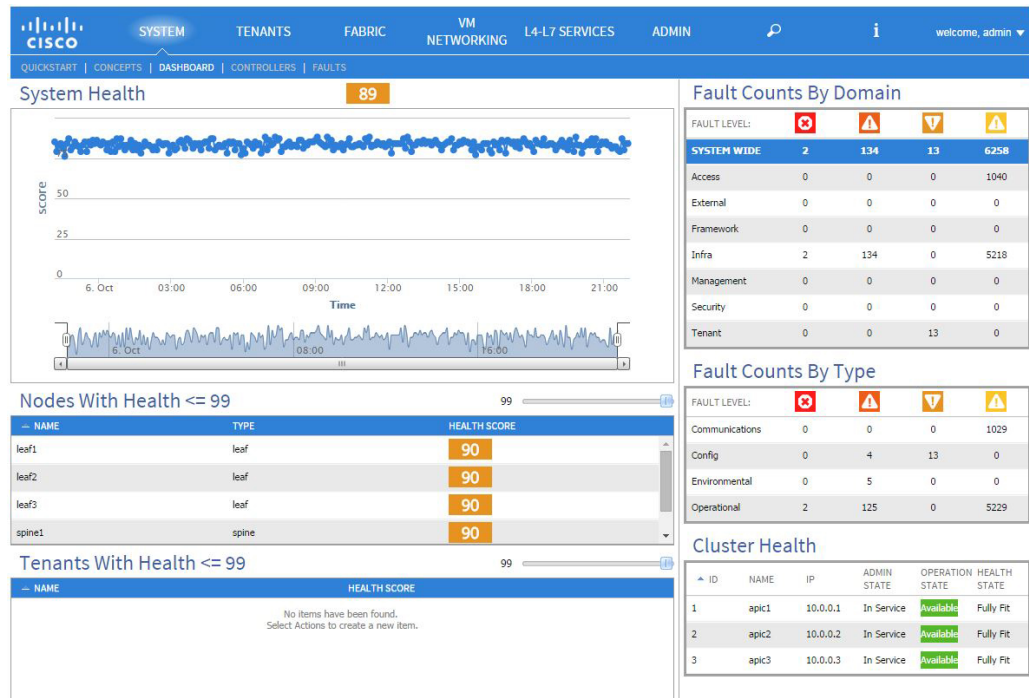 CISCO
SYSTEM TENANTS FABRIC VM NETWORKING L4-L7 SERVICES ADMIN i welcome, admin
QUICKSTART | CONCEPTS | DASHBOARD | CONTROLLERS | FAULTS
System Health 89
score
50
25
0
6. Oct 03:00 06:00 09:00 12:00 15:00 18:00 21:00
Time
6. Oct 08:00 16:00
Nodes With Health <= 99 99
NAME TYPE HEALTH SCORE
leaf1 leaf 90
leaf2 leaf 90
leaf3 leaf 90
spine1 spine 90
Tenants With Health <= 99 99
NAME HEALTH SCORE
No items have been found.
Select Actions to create a new item.
Fault Counts By Domain
FAULT LEVEL:
SYSTEM WIDE 2 134 13 6258
Access 0 0 0 1040
External 0 0 0 0
Framework 0 0 0 0
Infra 2 134 0 5218
Management 0 0 0 0
Security 0 0 0 0
Tenant 0 0 13 0
Fault Counts By Type
FAULT LEVEL:
Communications 0 0 0 1029
Config 0 4 13 0
Environmental 0 5 0 0
Operational 2 125 0 5229
Cluster Health
ID NAME IP ADMIN STATE OPERATION STATE HEALTH STATE
1 apic1 10.0.0.1 In Service Available Fully Fit
2 apic2 10.0.0.2 In Service Available Fully Fit
3 apic3 10.0.0.3 In Service Available Fully Fit